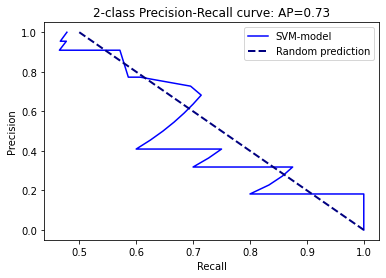 2-class Precision-Recall curve: AP=0.73
SVM-model
Random prediction
Precision
1.0
0.8
0.6
0.4
0.2
0.0
0.5
0.6
0.7
0.8
0.9
1.0
Recall